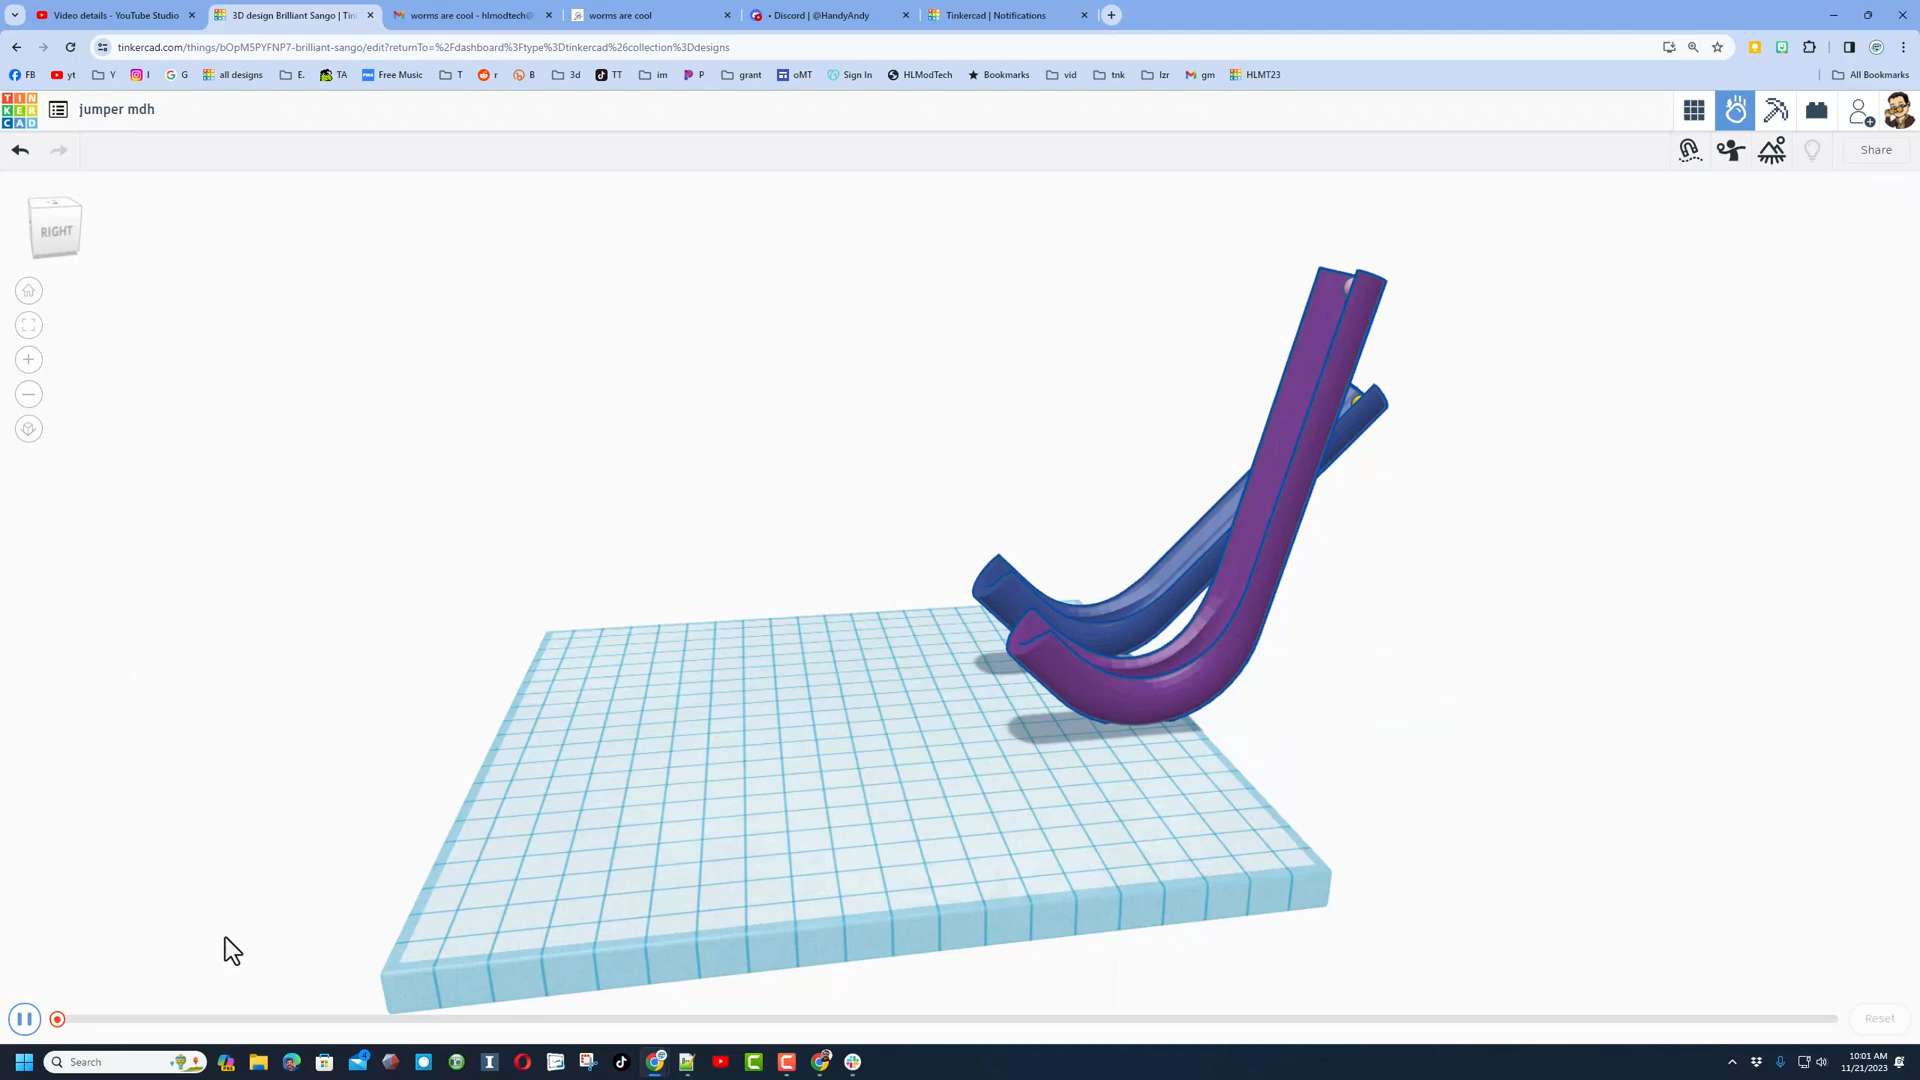 Video details - YouTube Studio
3D design Brilliant Sango | Tin
worms are cool - hlmodtech@
worms are cool
• Discord | @HandyAndy
Tinkercad | Notifications
tinkercad.com/things/bOpM5PYFNP7-brilliant-sango/edit?returnTo=%2Fdashboard%3Ftype%3Dtinkercad%26collection%3Ddesigns
FB
yt
Y
I
G
all designs
E.
TA
Free Music
T
r
B
3d
TT
im
P
grant
oMT
Sign In
HLModTech
Bookmarks
vid
tnk
lzr
gm
HLMT23
All Bookmarks
TIN
KER
CAD
jumper mdh
Share
RIGHT
Reset
Search
10:01 AM
11/21/2023